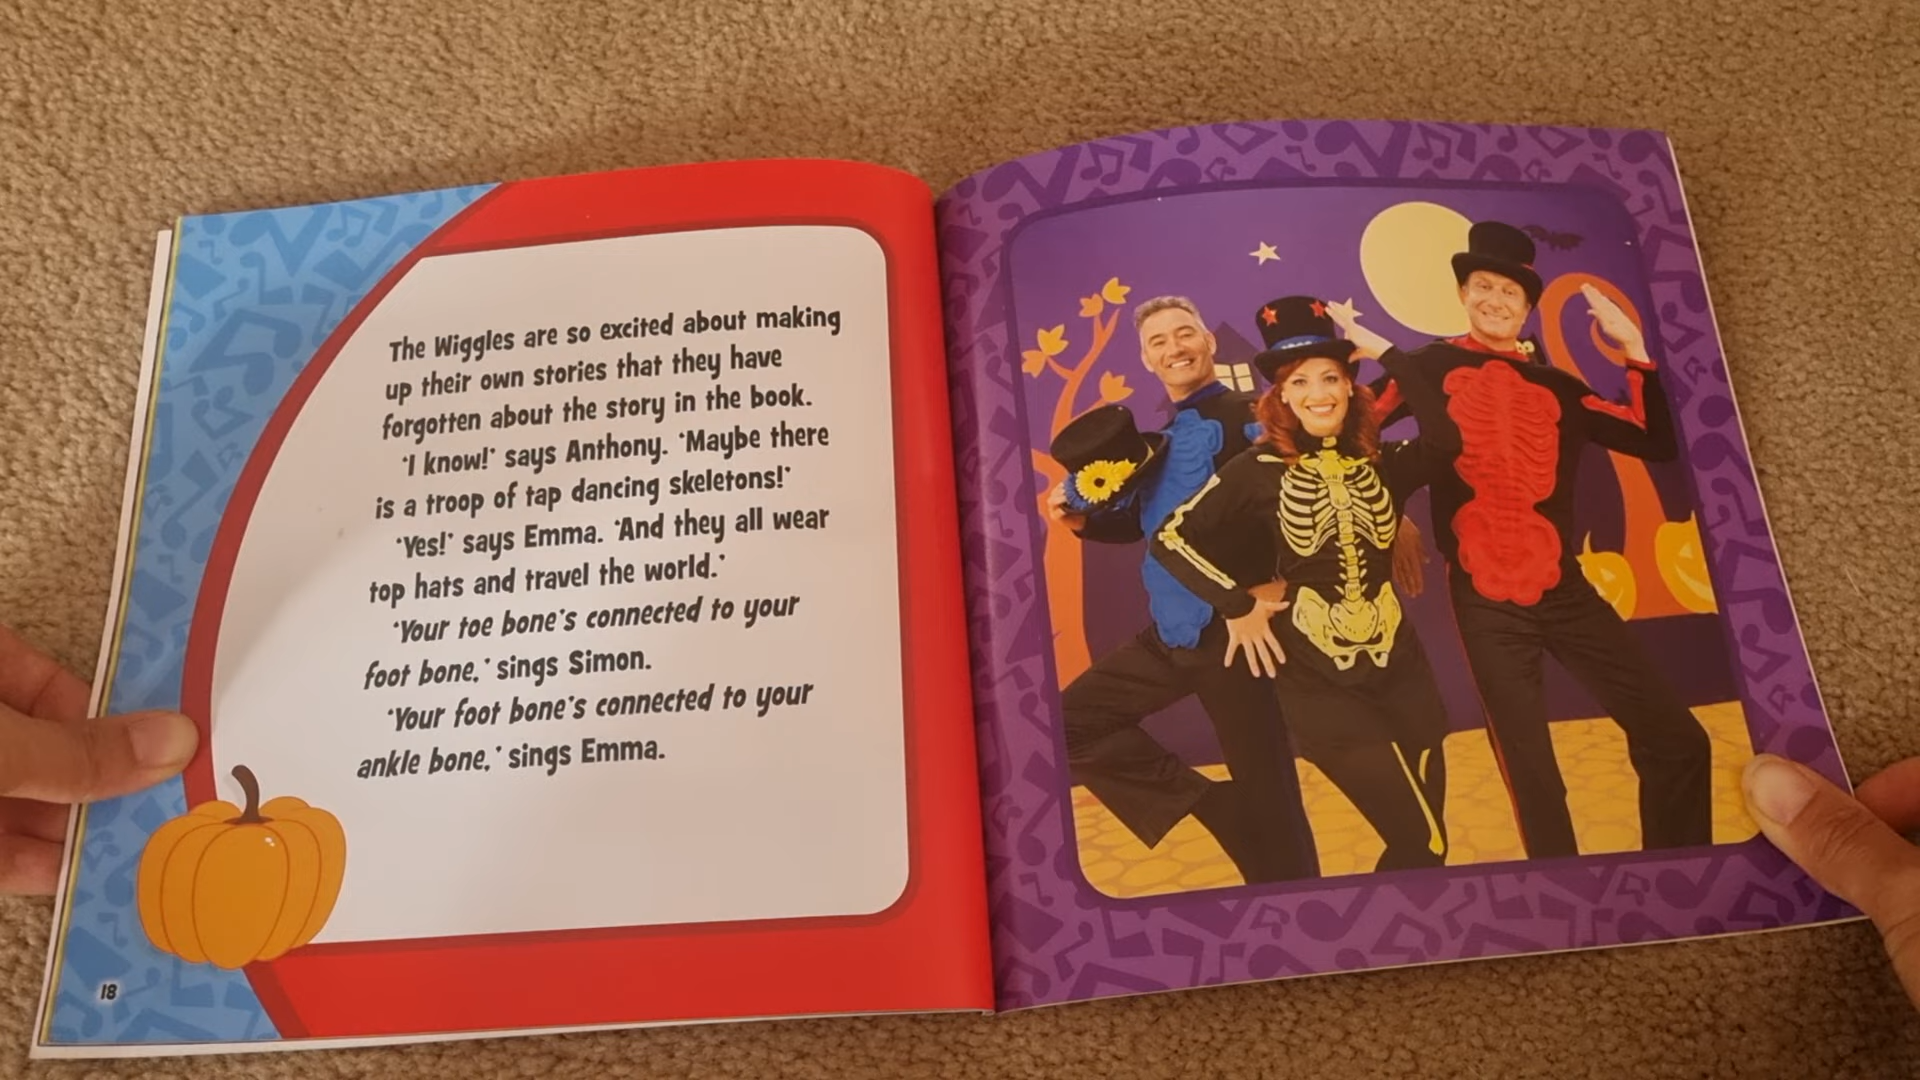 The Wiggles are so excited about making
up their own stories that they have
forgotten about the story in the book.
‘I know!’ says Anthony. ‘Maybe there
is a troop of tap dancing skeletons!’
‘Yes!’ says Emma. ‘And they all wear
top hats and travel the world.’
‘Your toe bone’s connected to your
foot bone,’ sings Simon.
‘Your foot bone’s connected to your
ankle bone,’ sings Emma.
18